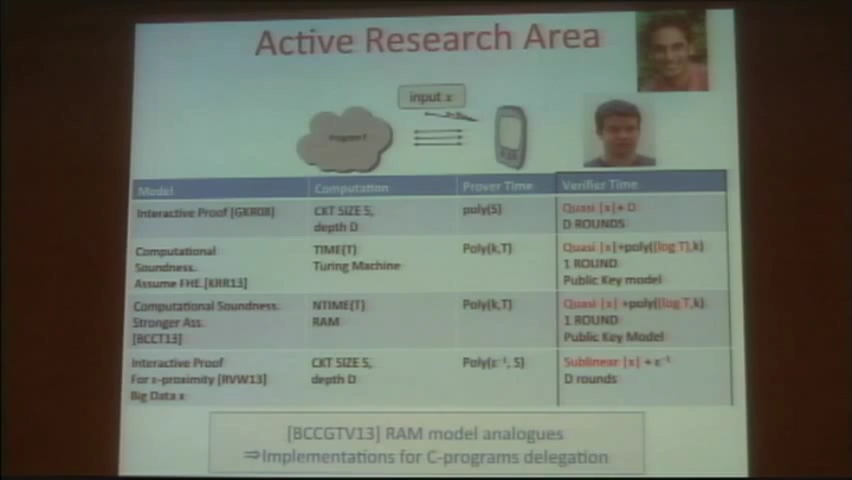 Active Research Area
input x
Program F
Model Computation Prover Time Verifier Time
Interactive Proof [GKR08] CKT SIZE S, poly(S) Quasi |x|+ D
depth D D ROUNDS
Computational TIME(T) Poly(k,T) Quasi |x|+poly((log T),k)
Soundness. Turing Machine 1 ROUND
Assume FHE.[KRR13] Public Key model
Computational Soundness. NTIME(T) Poly(k,T) Quasi |x| +poly((log T,k)
Stronger Ass. RAM 1 ROUND
[BCCT13] Public Key Model
Interactive Proof CKT SIZE S, Poly(ε⁻¹, S) Sublinear |x| + ε⁻¹
For ε-proximity [RVW13] depth D D rounds
Big Data x
[BCCGTV13] RAM model analogues
⇒Implementations for C-programs delegation